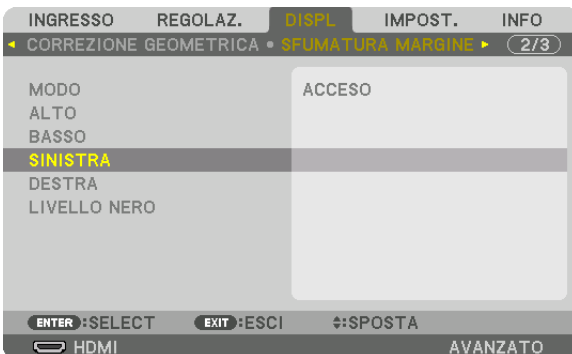 INGRESSO REGOLAZ. DISPL IMPOST. INFO
CORREZIONE GEOMETRICA • SFUMATURA MARGINE 2/3
MODO ACCESO
ALTO
BASSO
SINISTRA
DESTRA
LIVELLO NERO
ENTER :SELECT EXIT :ESCI :SPOSTA
HDMI AVANZATO